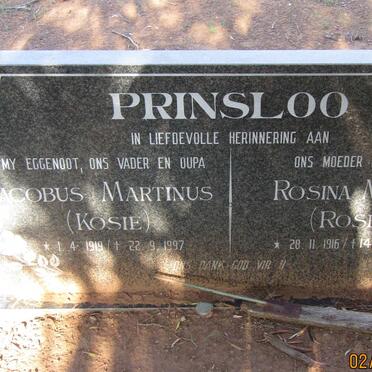 PRINSLOO
IN LIEFDEVOLLE HERINNERING AAN
MY EGGENOOT, ONS VADER EN OUPA
ACOBUS MARTINUS
(KOSIE)
* 1.4.1919 / † 22.9.1997
ONS MOEDER
ROSINA M
(ROSI
* 28.11.1916 / † 14
ONS DANK GOD VIR U
02/